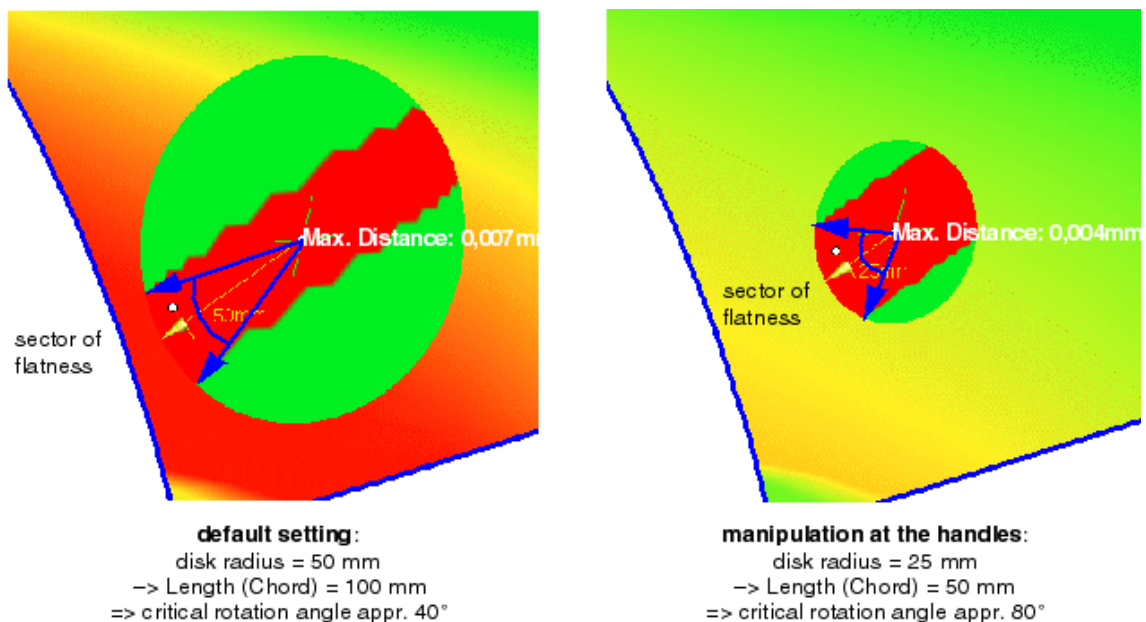 Max. Distance: 0,007mm
50mm
sector of
flatness
default setting:
disk radius = 50 mm
–> Length (Chord) = 100 mm
=> critical rotation angle appr. 40°
Max. Distance: 0,004mm
25mm
sector of
flatness
manipulation at the handles:
disk radius = 25 mm
–> Length (Chord) = 50 mm
=> critical rotation angle appr. 80°